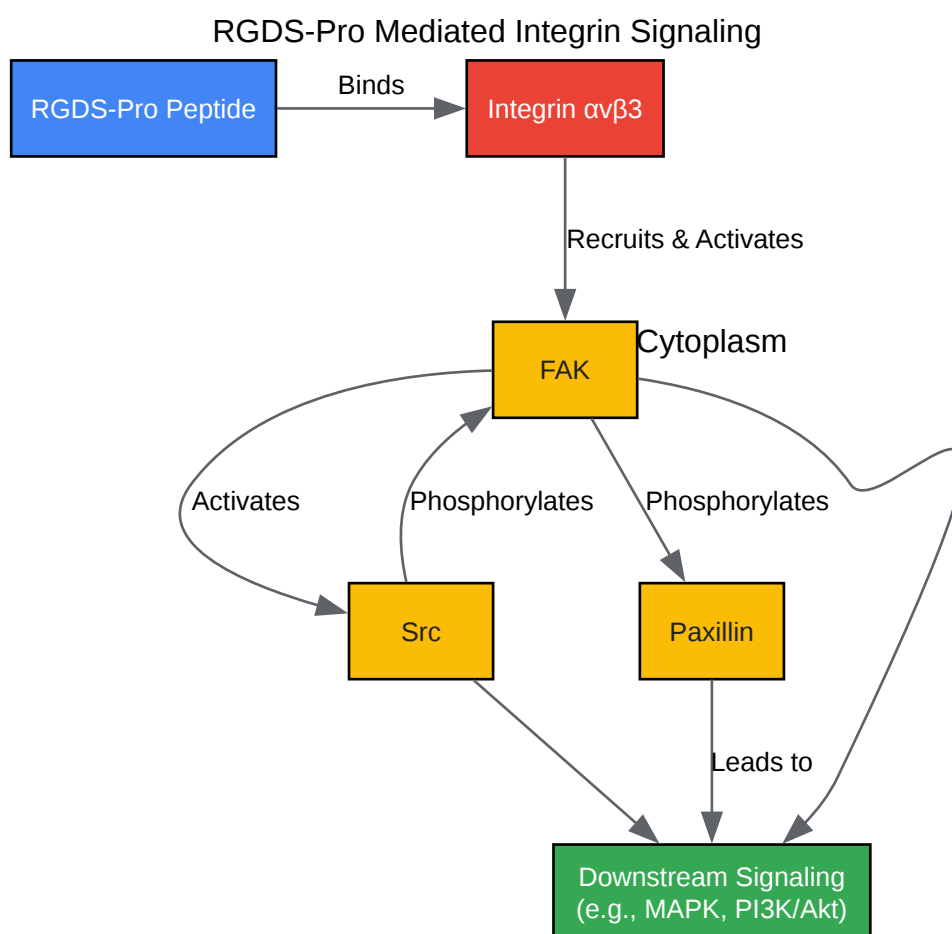 RGDS-Pro Mediated Integrin Signaling
RGDS-Pro Peptide
Binds
Integrin αvβ3
Recruits & Activates
FAK
Cytoplasm
Activates
Phosphorylates
Phosphorylates
Src
Paxillin
Leads to
Downstream Signaling
(e.g., MAPK, PI3K/Akt)